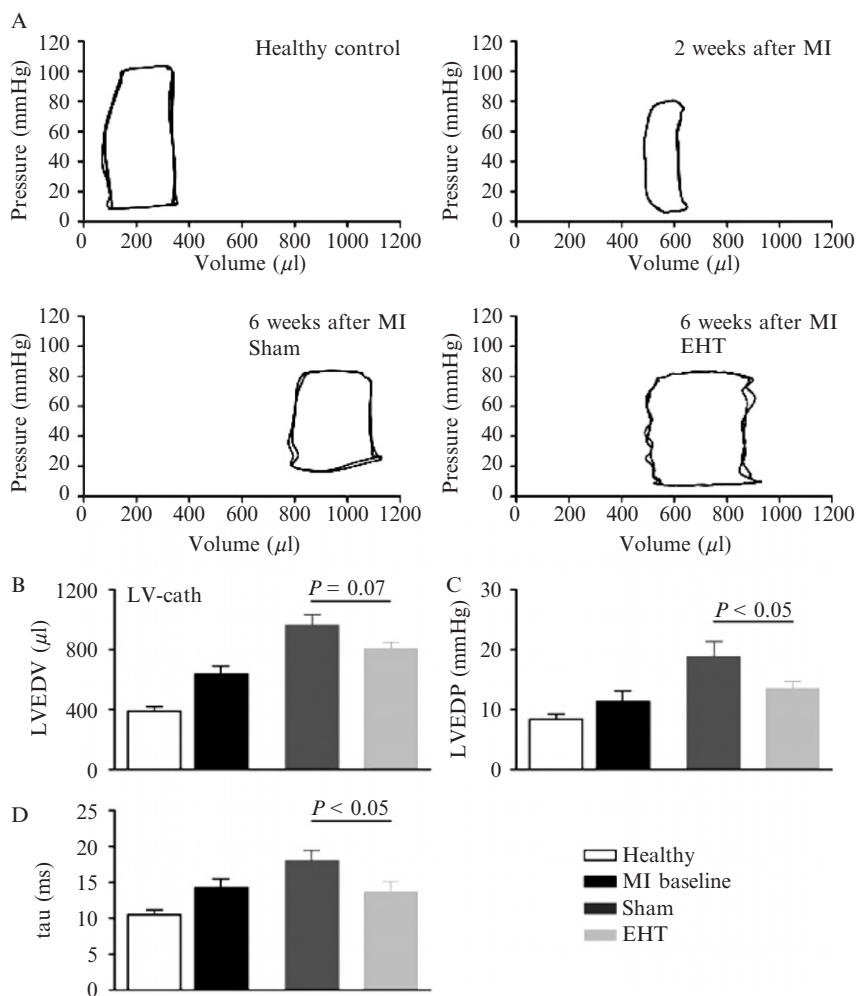 A
Healthy control
2 weeks after MI
Pressure (mmHg)
120
100
80
60
40
20
0
0 200 400 600 800 1000 1200
Volume (µl)
Pressure (mmHg)
120
100
80
60
40
20
0
0 200 400 600 800 1000 1200
Volume (µl)
6 weeks after MI
Sham
Pressure (mmHg)
120
100
80
60
40
20
0
0 200 400 600 800 1000 1200
Volume (µl)
6 weeks after MI
EHT
Pressure (mmHg)
120
100
80
60
40
20
0
0 200 400 600 800 1000 1200
Volume (µl)
B
LV-cath
P = 0.07
LVEDV (µl)
1200
800
400
0
C
P < 0.05
LVEDP (mmHg)
30
20
10
0
D
P < 0.05
tau (ms)
25
20
15
10
5
0
Healthy
MI baseline
Sham
EHT